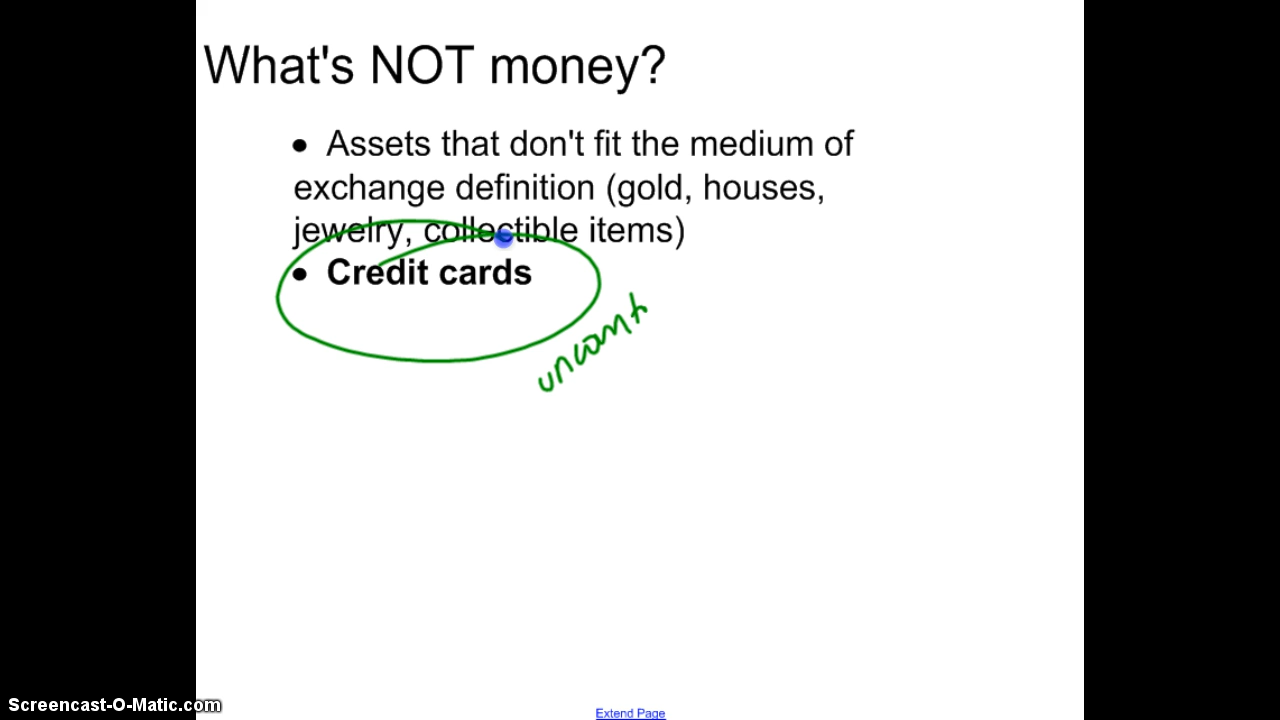 What's NOT money?
• Assets that don't fit the medium of
exchange definition (gold, houses,
jewelry, collectible items)
• Credit cards
Screencast-O-Matic.com
Extend Page